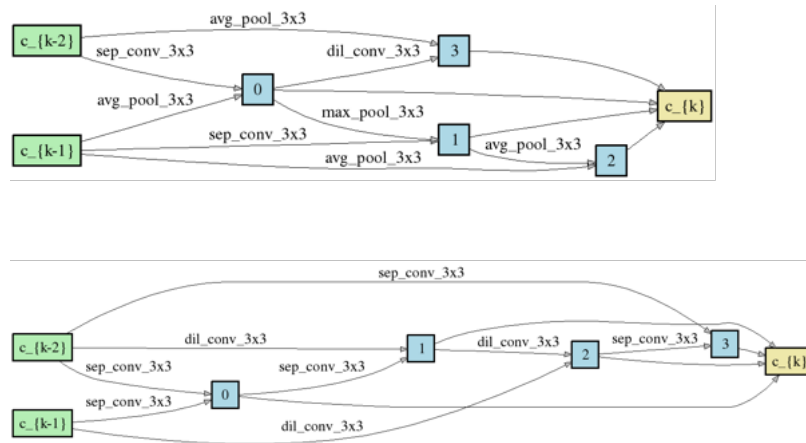 avg_pool_3x3
c_{k-2}
sep_conv_3x3
dil_conv_3x3
3
0
avg_pool_3x3
max_pool_3x3
c_{k}
sep_conv_3x3
1
avg_pool_3x3
c_{k-1}
avg_pool_3x3
2
sep_conv_3x3
c_{k-2}
dil_conv_3x3
1
dil_conv_3x3
2
sep_conv_3x3
3
c_{k}
sep_conv_3x3
sep_conv_3x3
0
sep_conv_3x3
c_{k-1}
dil_conv_3x3